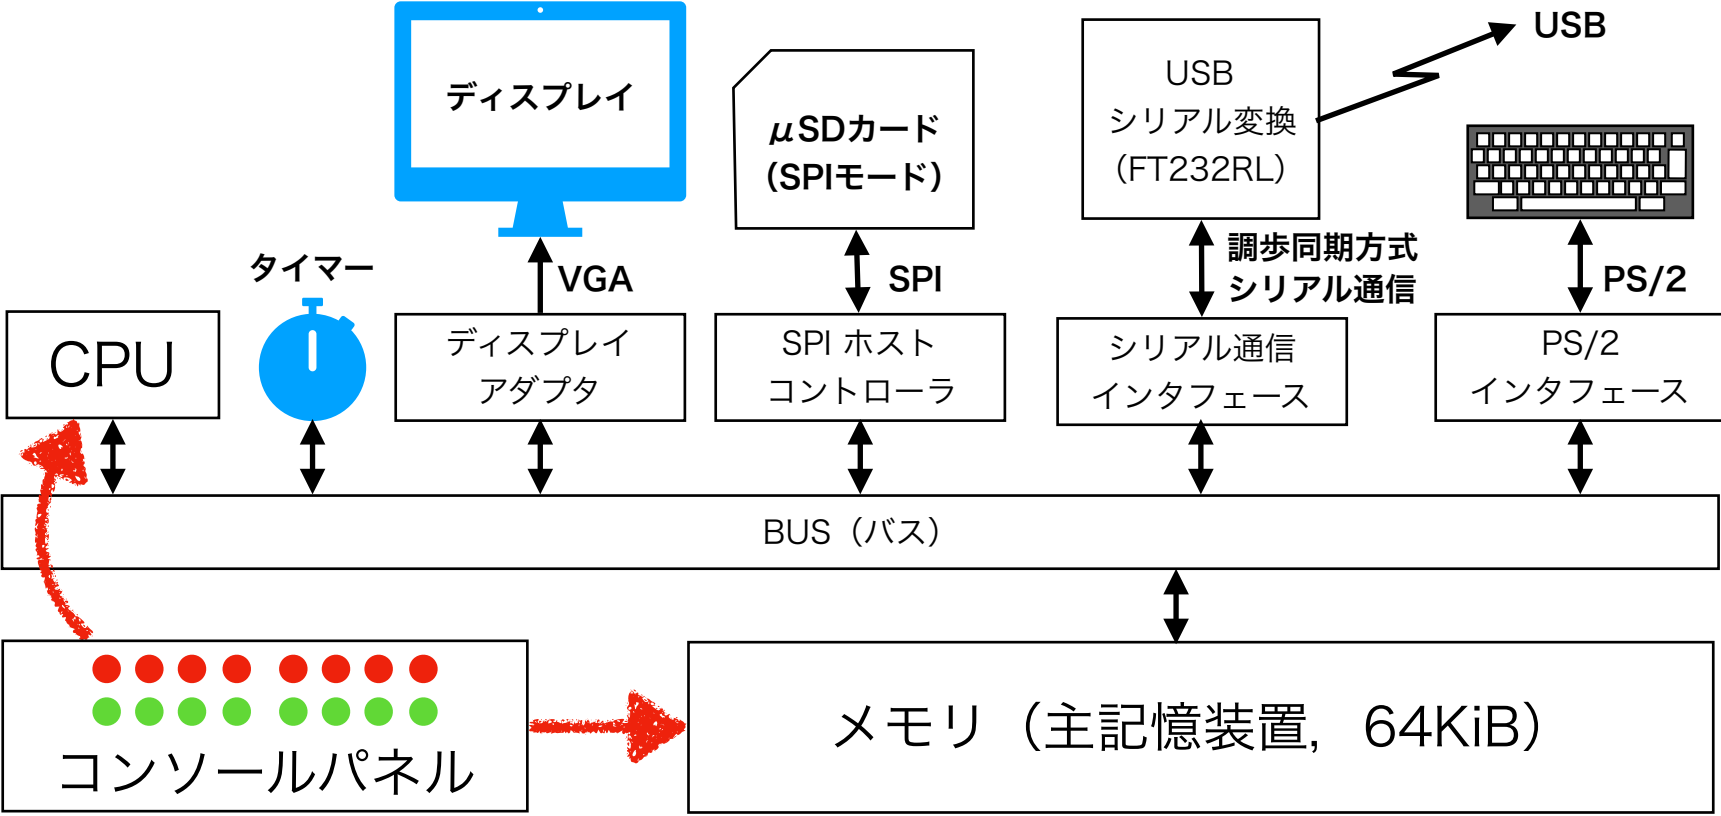 USB
ディスプレイ
USB
シリアル変換
（FT232RL）
μSDカード
（SPIモード）
タイマー
VGA
SPI
調歩同期方式
シリアル通信
PS/2
CPU
ディスプレイ
アダプタ
SPI ホスト
コントローラ
シリアル通信
インタフェース
PS/2
インタフェース
BUS（バス）
コンソールパネル
メモリ（主記憶装置，64KiB）